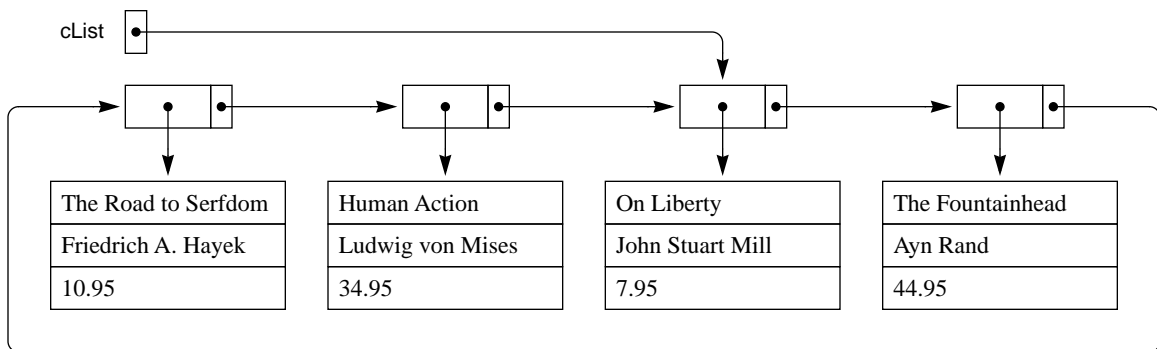 cList
The Road to Serfdom
Friedrich A. Hayek
10.95
Human Action
Ludwig von Mises
34.95
On Liberty
John Stuart Mill
7.95
The Fountainhead
Ayn Rand
44.95